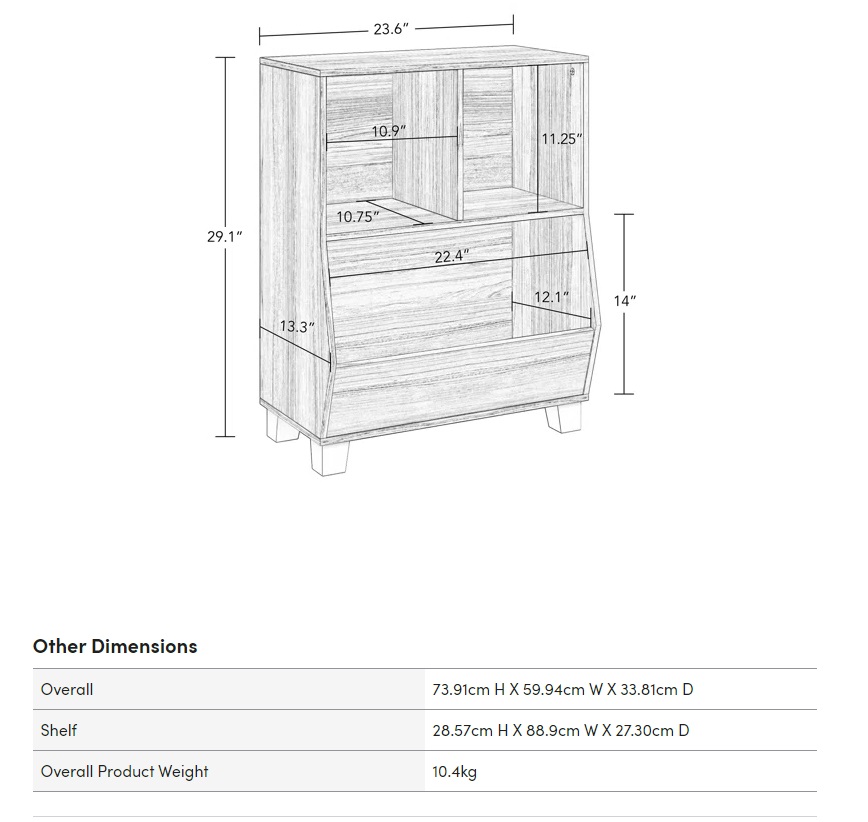 23.6”
10.9”
11.25”
10.75”
29.1”
22.4”
12.1”
14”
13.3”
Other Dimensions
Overall 73.91cm H X 59.94cm W X 33.81cm D
Shelf 28.57cm H X 88.9cm W X 27.30cm D
Overall Product Weight 10.4kg